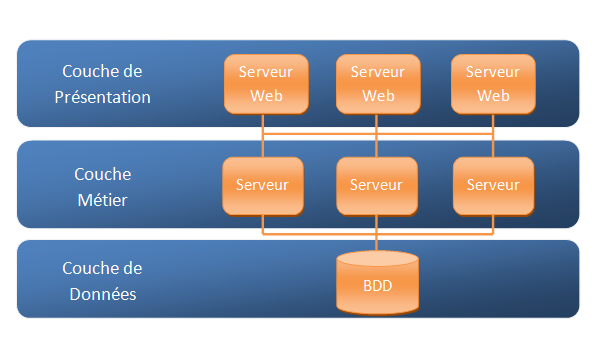 Couche de
Présentation
Serveur
Web
Serveur
Web
Serveur
Web
Couche
Métier
Serveur
Serveur
Serveur
Couche de
Données
BDD